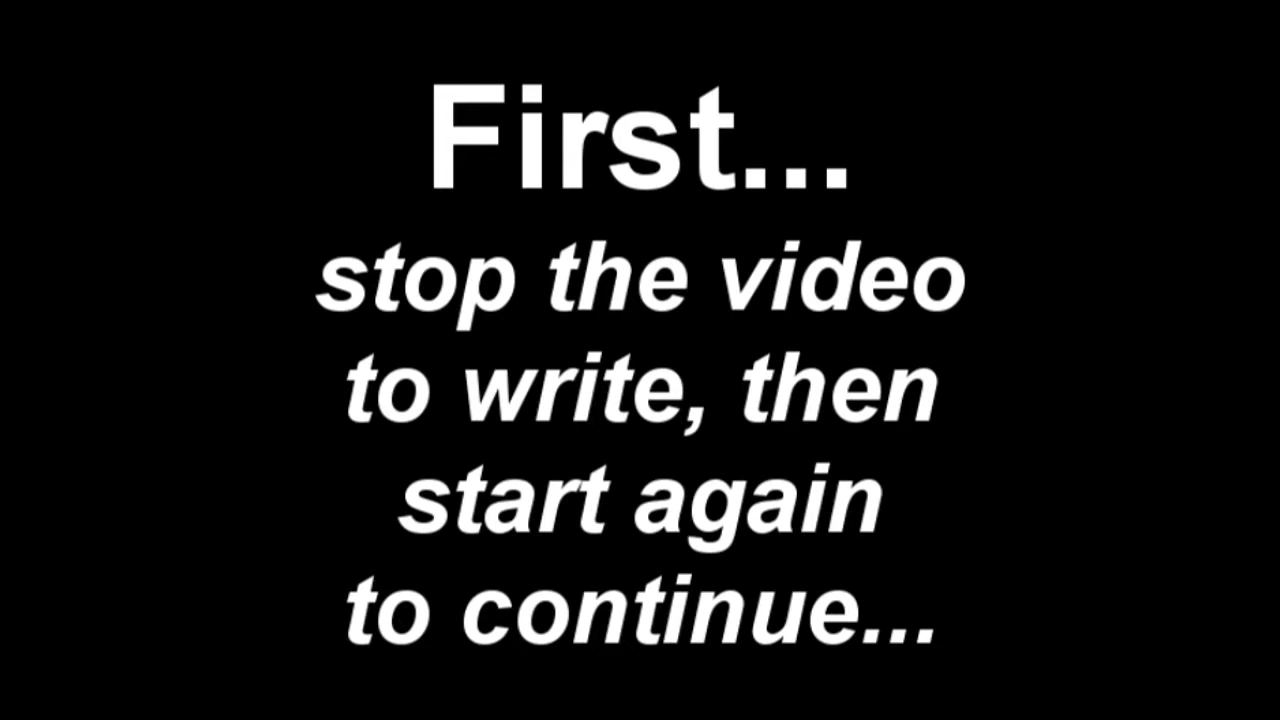 First...
stop the video
to write, then
start again
to continue...